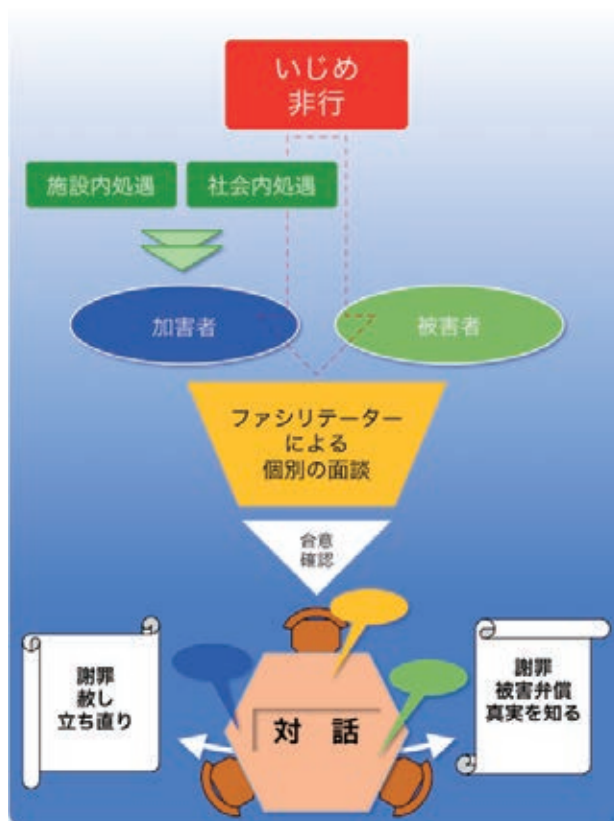 いじめ
非行
施設内処遇
社会内処遇
加害者
被害者
ファシリテーター
による
個別の面談
合意
確認
謝罪
赦し
立ち直り
対 話
謝罪
被害弁償
真実を知る